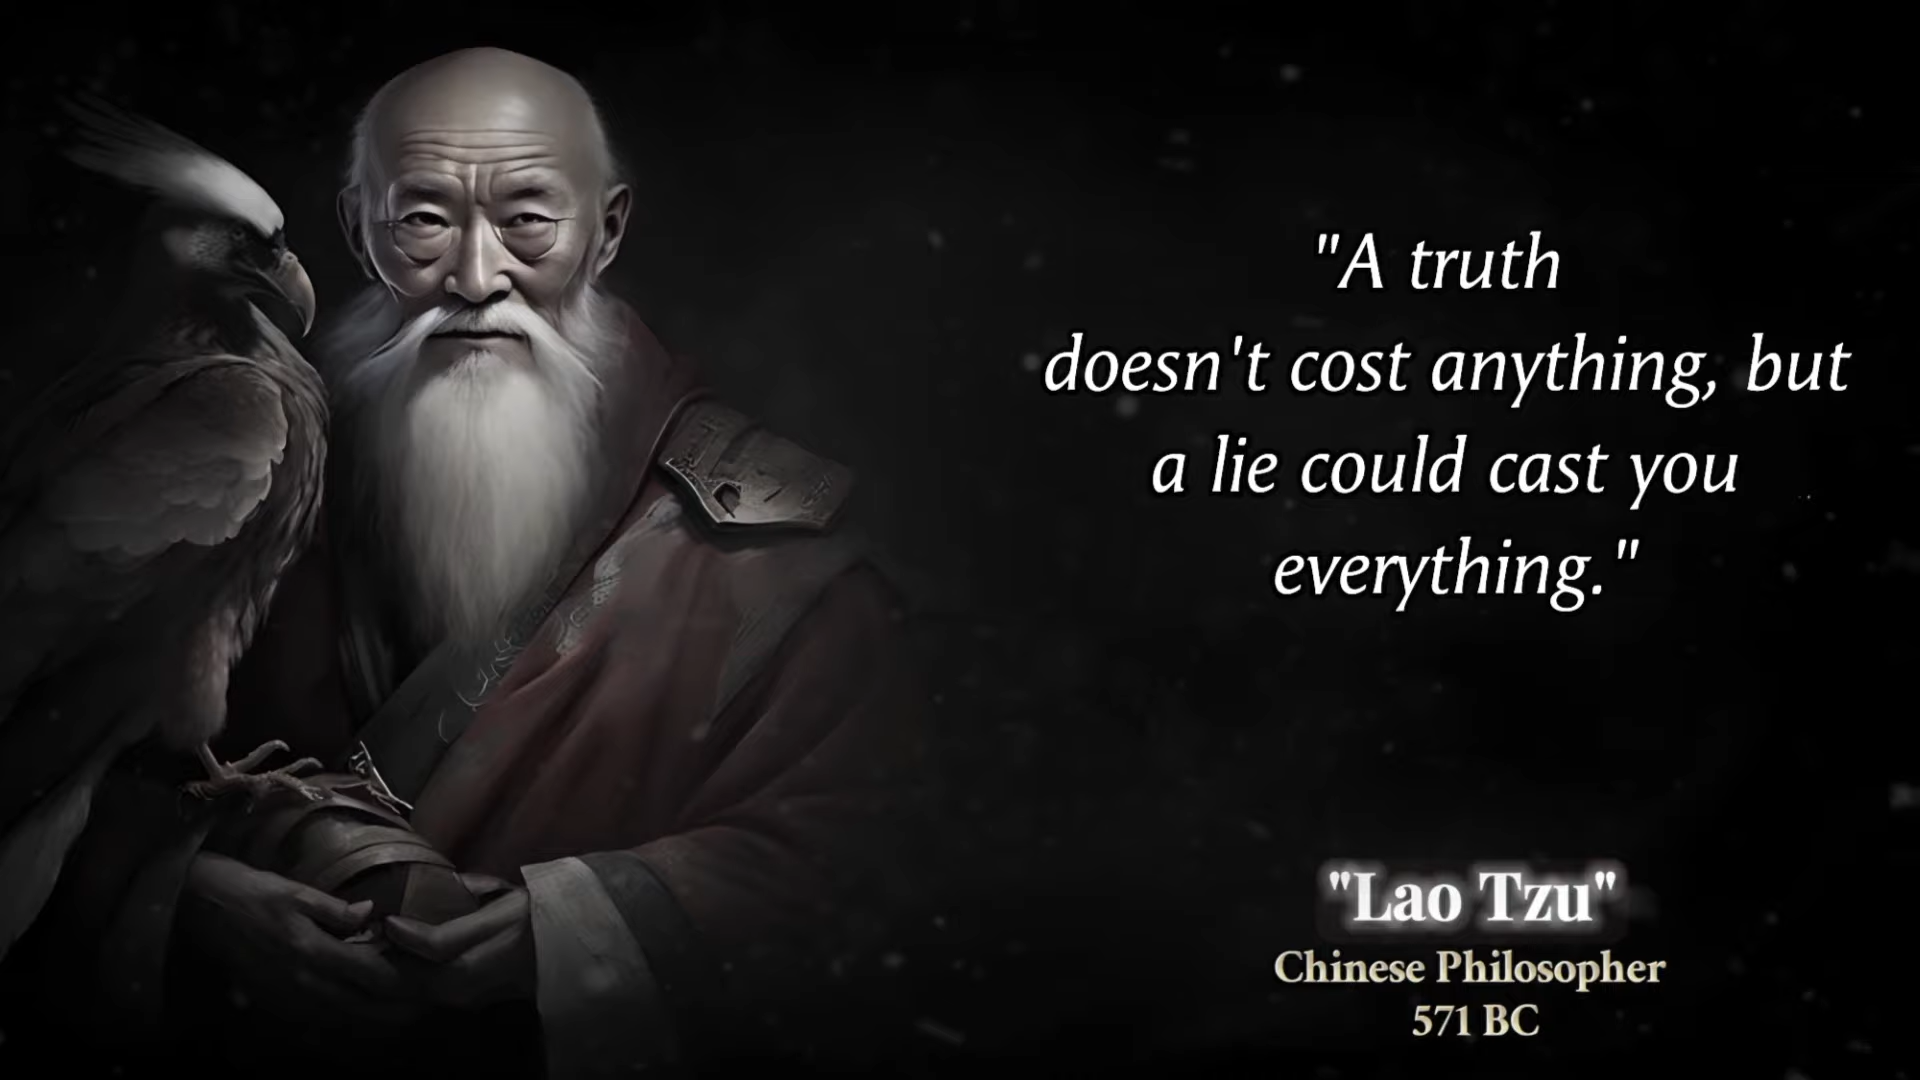 "A truth
doesn't cost anything, but
a lie could cast you
everything."
"Lao Tzu"
Chinese Philosopher
571 BC